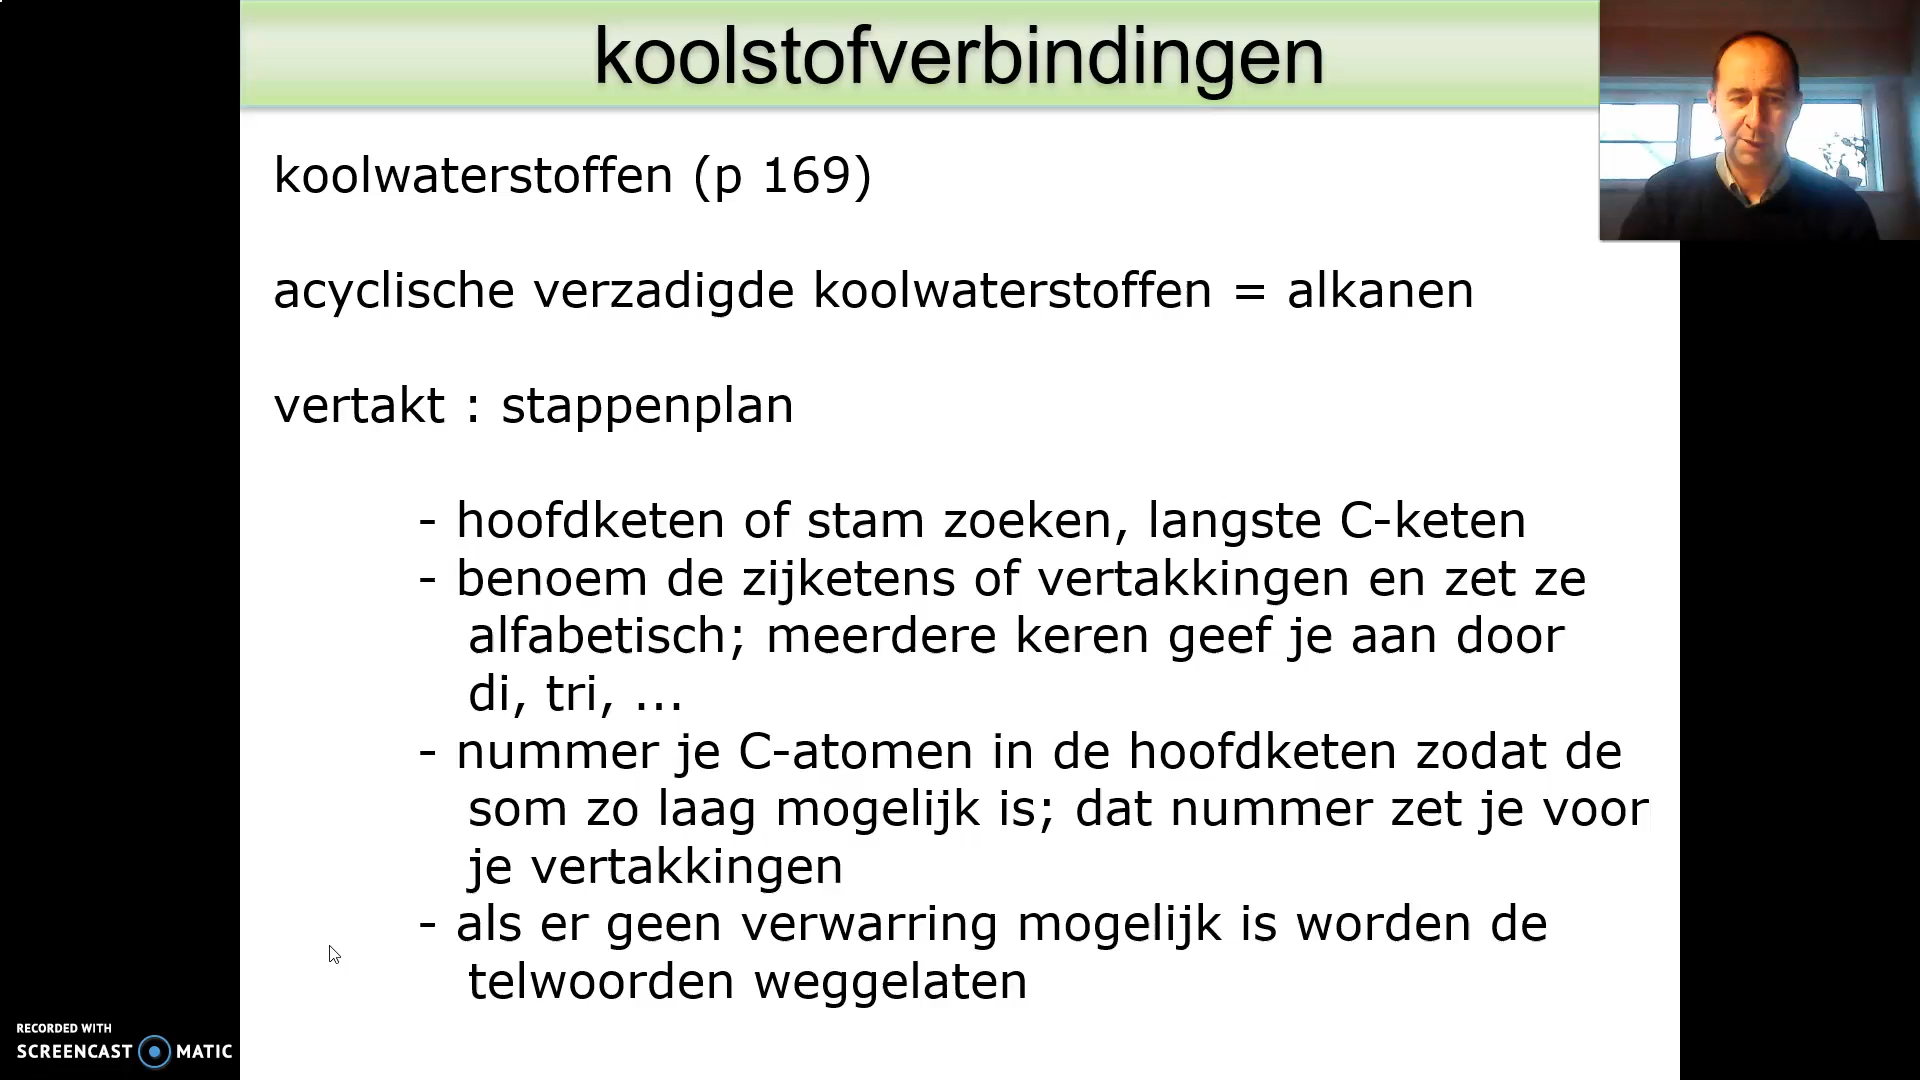 koolstofverbindingen
koolwaterstoffen (p 169)
acyclische verzadigde koolwaterstoffen = alkanen
vertakt : stappenplan
- hoofdketen of stam zoeken, langste C-keten
- benoem de zijketens of vertakkingen en zet ze
alfabetisch; meerdere keren geef je aan door
di, tri, ...
- nummer je C-atomen in de hoofdketen zodat de
som zo laag mogelijk is; dat nummer zet je voor
je vertakkingen
- als er geen verwarring mogelijk is worden de
telwoorden weggelaten
RECORDED WITH
SCREENCAST MATIC